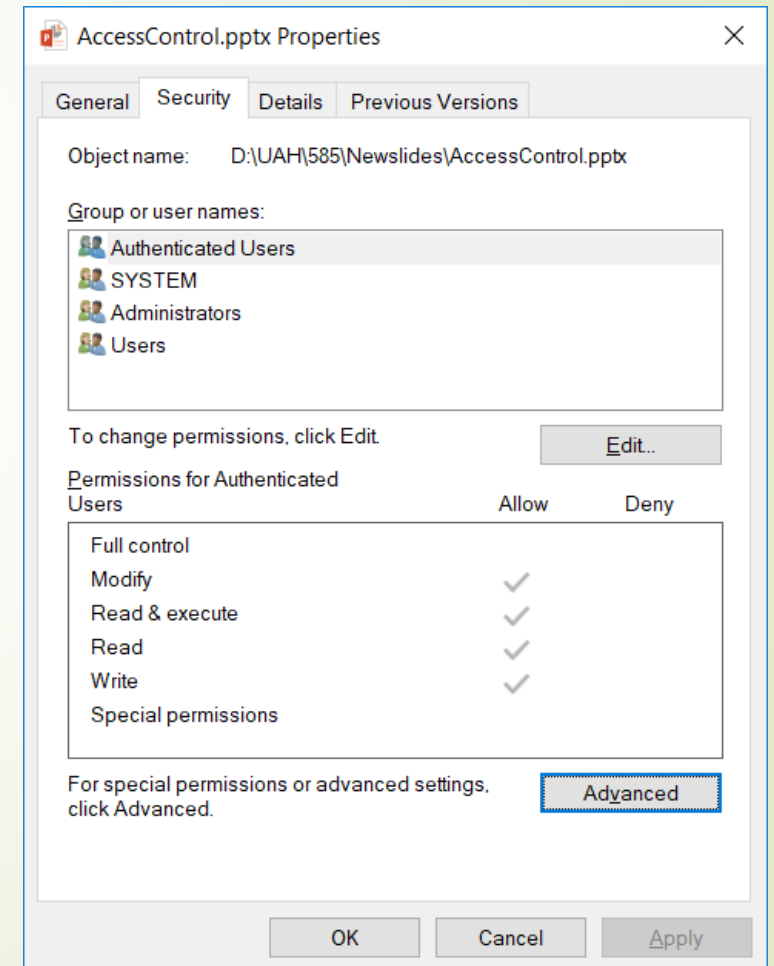 AccessControl.pptx Properties
General Security Details Previous Versions
Object name: D:\UAH\585\Newslides\AccessControl.pptx
Group or user names:
Authenticated Users
SYSTEM
Administrators
Users
To change permissions, click Edit.
Edit...
Permissions for Authenticated
Users Allow Deny
Full control
Modify
Read & execute
Read
Write
Special permissions
For special permissions or advanced settings,
click Advanced.
Advanced
OK Cancel Apply